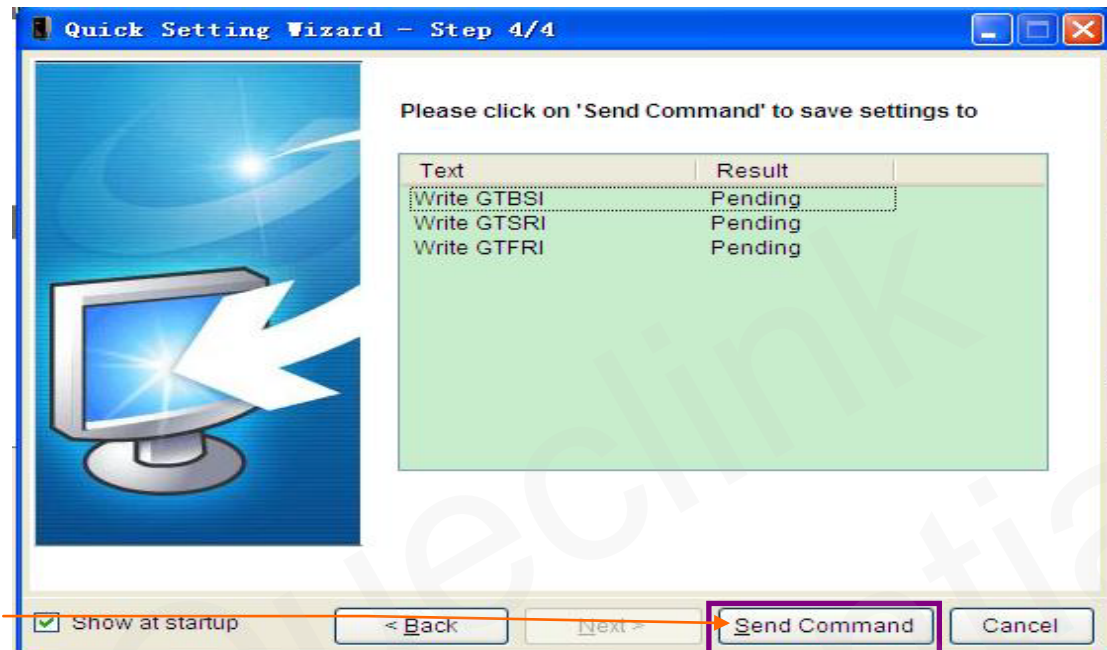 Quick Setting Wizard - Step 4/4
Please click on 'Send Command' to save settings to
Text Result
Write GTBSI Pending
Write GTSRI Pending
Write GTFRI Pending
Show at startup < Back Next > Send Command Cancel